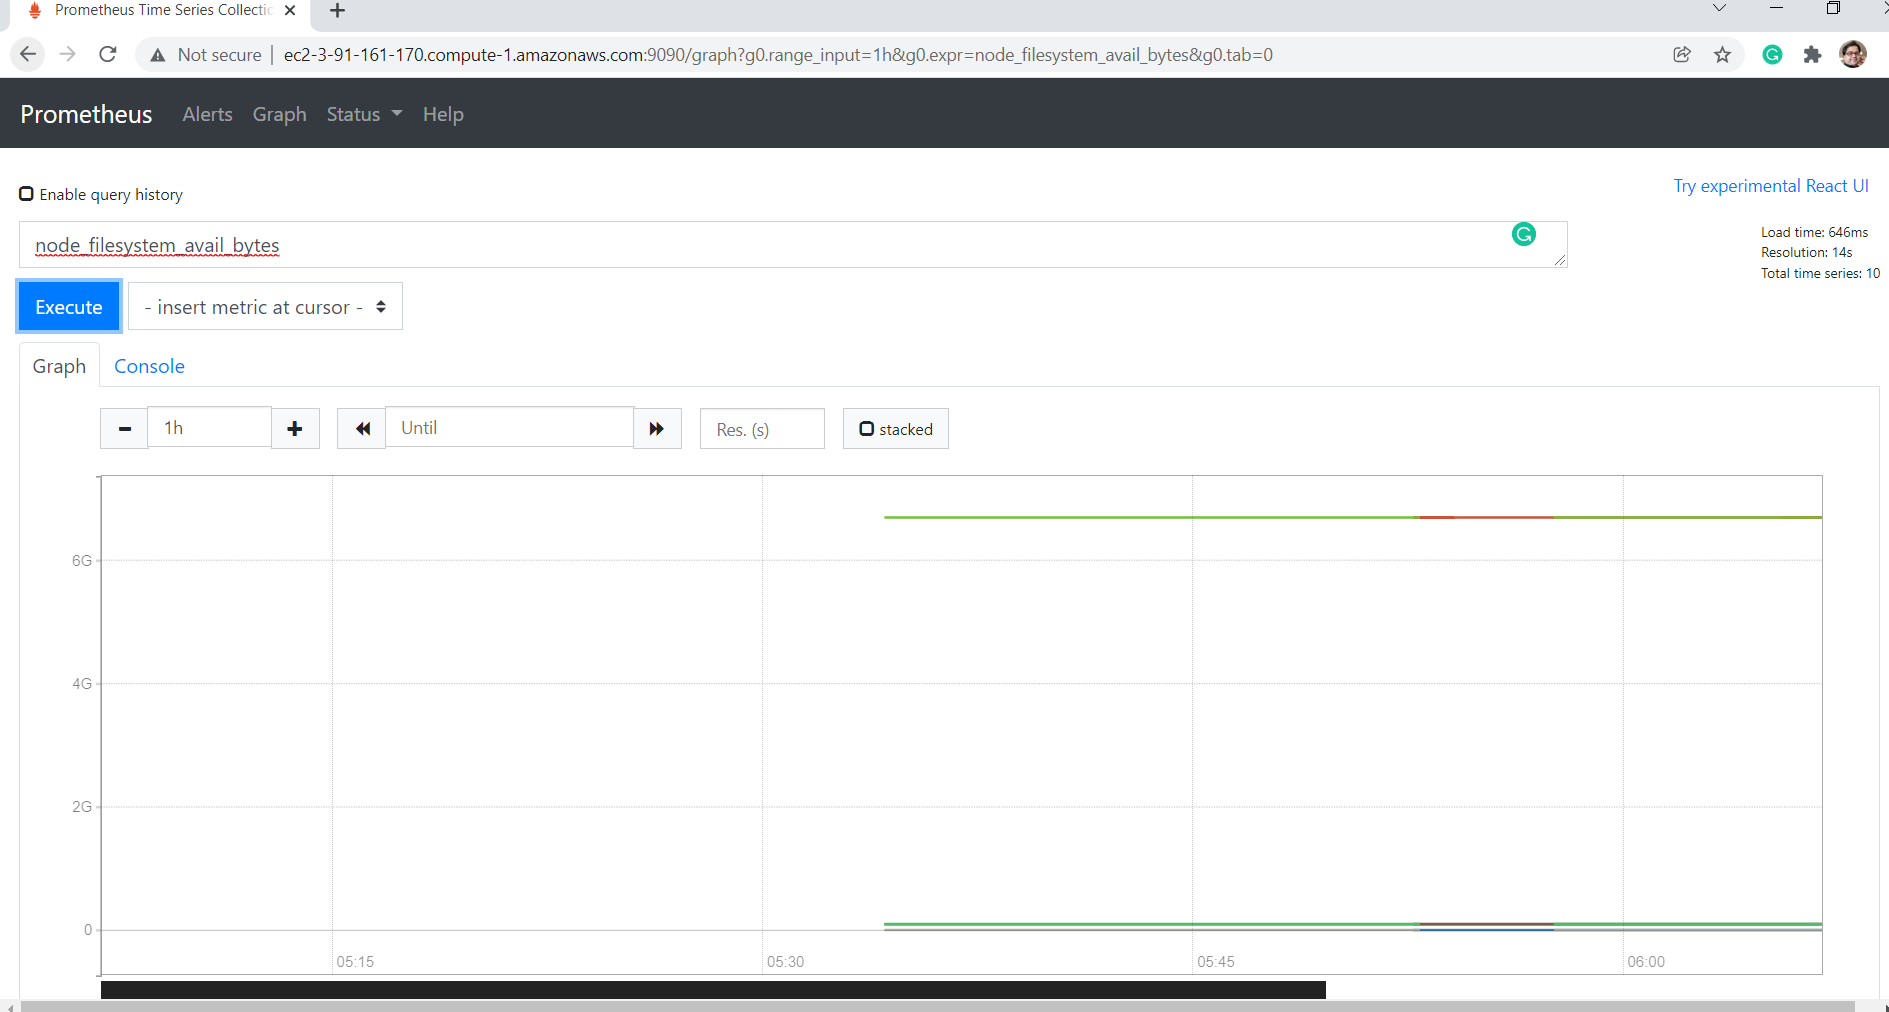 Prometheus Time Series Collectio
Not secure ec2-3-91-161-170.compute-1.amazonaws.com:9090/graph?g0.range_input=1h&g0.expr=node_filesystem_avail_bytes&g0.tab=0
Prometheus Alerts Graph Status Help
Enable query history
Try experimental React UI
node_filesystem_avail_bytes
Load time: 646ms
Resolution: 14s
Total time series: 10
Execute - insert metric at cursor -
Graph Console
1h Until Res. (s) stacked
6G
4G
2G
0
05:15 05:30 05:45 06:00